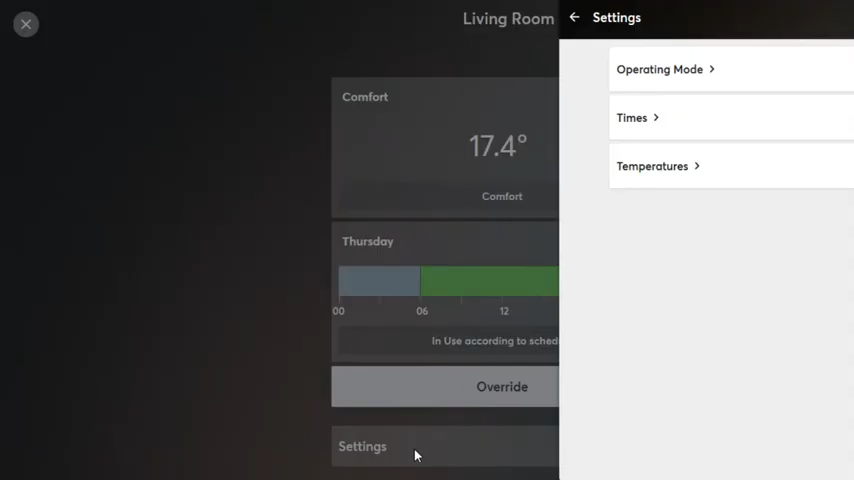 Living Room
Settings
Comfort
17.4°
Comfort
Thursday
00 06 12
In Use according to sched
Override
Settings
Operating Mode
Times
Temperatures